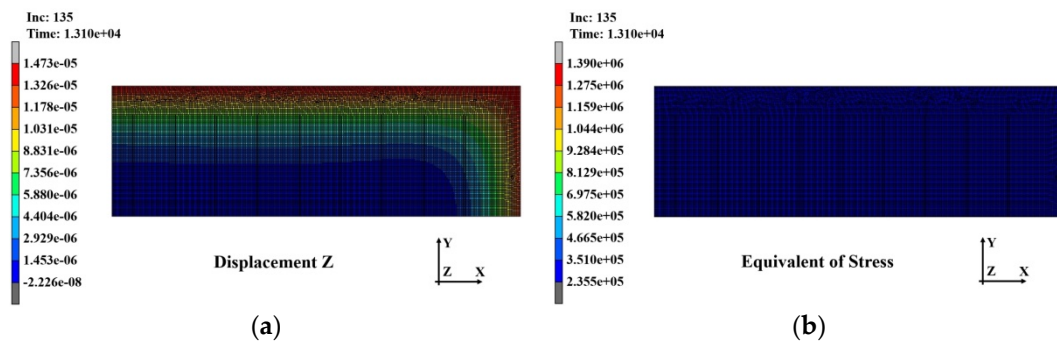 Inc: 135
Time: 1.310e+04
1.473e-05
1.326e-05
1.178e-05
1.031e-05
8.831e-06
7.356e-06
5.880e-06
4.404e-06
2.929e-06
1.453e-06
-2.226e-08
Displacement Z
Y
Z X
(a)
Inc: 135
Time: 1.310e+04
1.390e+06
1.275e+06
1.159e+06
1.044e+06
9.284e+05
8.129e+05
6.975e+05
5.820e+05
4.665e+05
3.510e+05
2.355e+05
Equivalent of Stress
Y
Z X
(b)